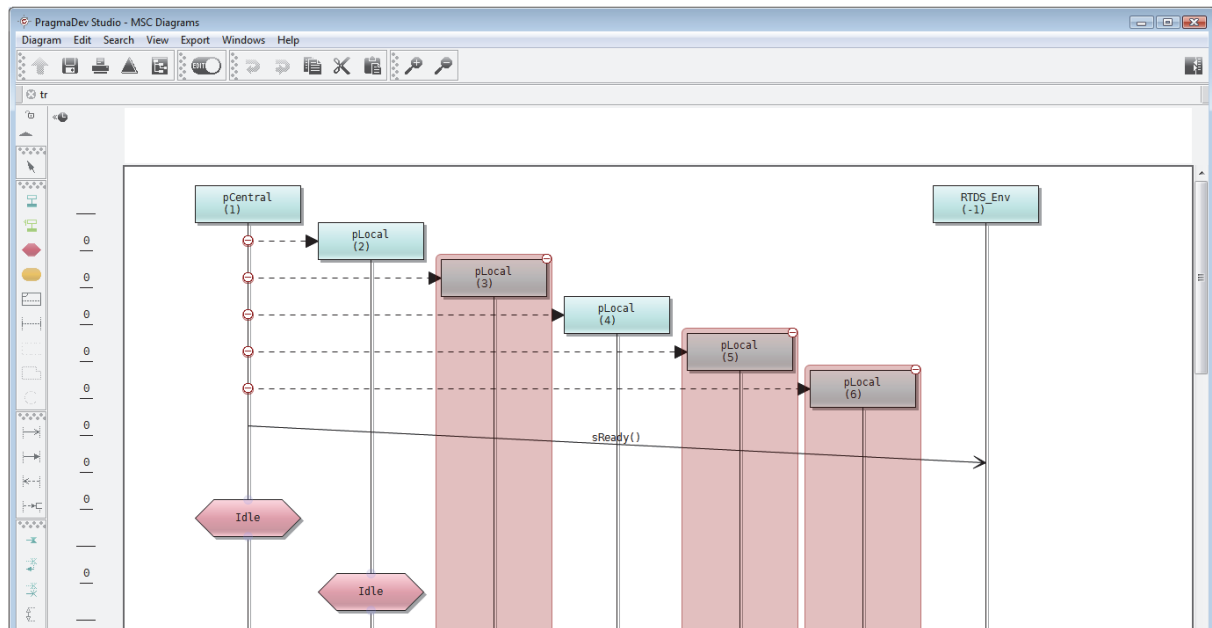 PragmaDev Studio - MSC Diagrams
Diagram Edit Search View Export Windows Help
EDIT
tr
pCentral
(1)
RTDS_Env
(-1)
0
pLocal
(2)
0
pLocal
(3)
0
pLocal
(4)
0
pLocal
(5)
0
pLocal
(6)
0
sReady()
0
0
Idle
0
Idle